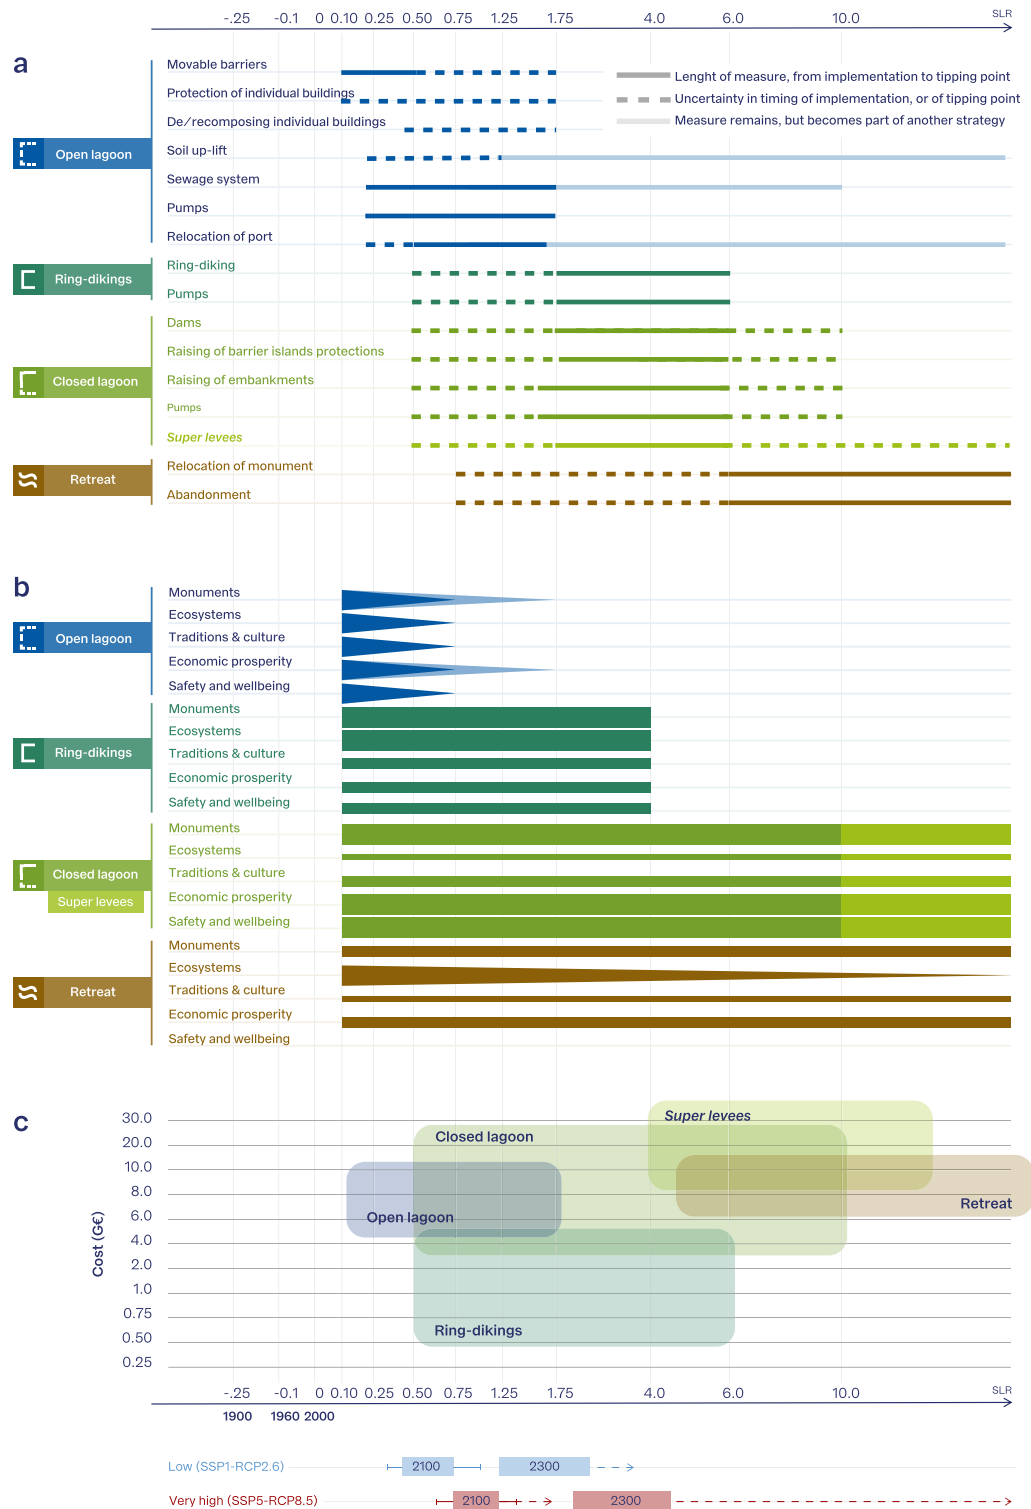 -.25 -0.1 0 0.10 0.25 0.50 0.75 1.25 1.75 4.0 6.0 10.0 SLR
a
Movable barriers
Lenght of measure, from implementation to tipping point
Protection of individual buildings
Uncertainty in timing of implementation, or of tipping point
De/recomposing individual buildings
Measure remains, but becomes part of another strategy
Open lagoon
Soil up-lift
Sewage system
Pumps
Relocation of port
Ring-dikings
Ring-diking
Pumps
Dams
Raising of barrier islands protections
Closed lagoon
Raising of embankments
Pumps
Super levees
Retreat
Relocation of monument
Abandonment
b
Monuments
Ecosystems
Open lagoon
Traditions & culture
Economic prosperity
Safety and wellbeing
Monuments
Ecosystems
Ring-dikings
Traditions & culture
Economic prosperity
Safety and wellbeing
Monuments
Ecosystems
Closed lagoon
Traditions & culture
Super levees
Economic prosperity
Safety and wellbeing
Monuments
Ecosystems
Retreat
Traditions & culture
Economic prosperity
Safety and wellbeing
c
Cost (G€)
30.0
20.0
10.0
8.0
6.0
4.0
2.0
1.0
0.75
0.50
0.25
Super levees
Closed lagoon
Retreat
Open lagoon
Ring-dikings
-.25 -0.1 0 0.10 0.25 0.50 0.75 1.25 1.75 4.0 6.0 10.0 SLR
1900 1960 2000
Low (SSP1-RCP2.6) 2100 2300
Very high (SSP5-RCP8.5) 2100 2300